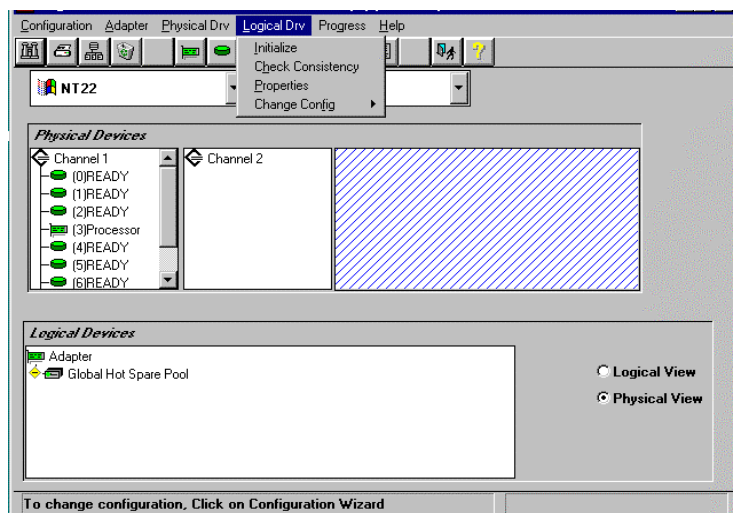 Configuration Adapter Physical Drv Logical Drv Progress Help
Initialize
Check Consistency
Properties
Change Config
NT22
Physical Devices
Channel 1
(0)READY
(1)READY
(2)READY
(3)Processor
(4)READY
(5)READY
(6)READY
Channel 2
Logical Devices
Adapter
Global Hot Spare Pool
Logical View
Physical View
To change configuration, Click on Configuration Wizard